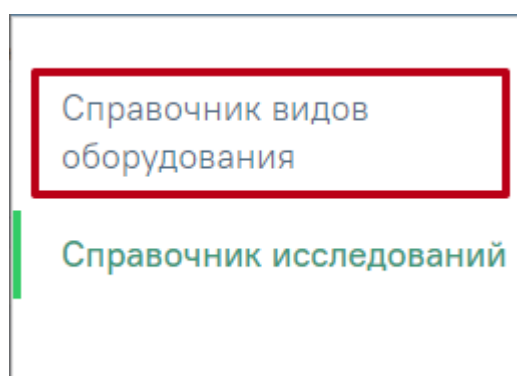 Справочник видов
оборудования
Справочник исследований